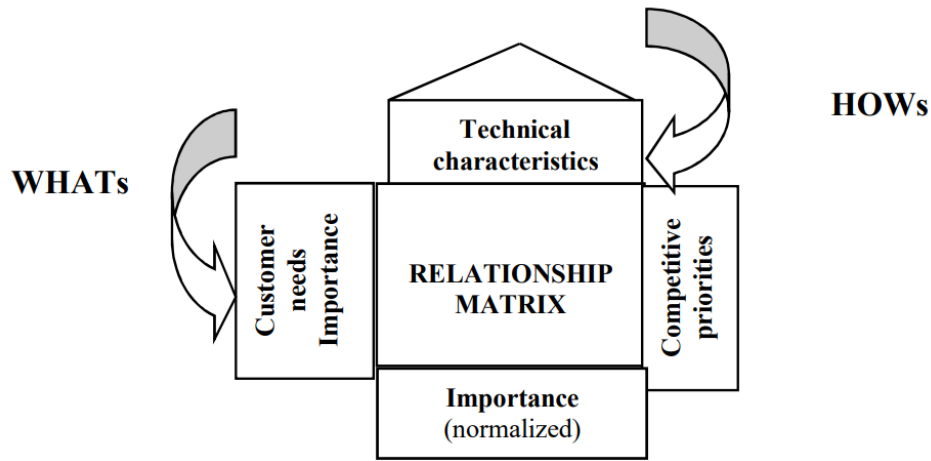 HOWs
WHATs
Technical
characteristics
Customer
needs
Importance
RELATIONSHIP
MATRIX
Competitive
priorities
Importance
(normalized)